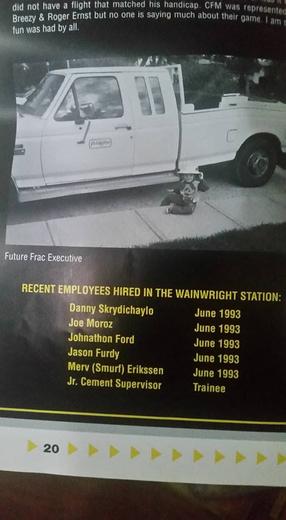 did not have a flight that matched his handicap. CFM was represented
Breezy & Roger Ernst but no one is saying much about their game. I am
fun was had by all.
Future Frac Executive
RECENT EMPLOYEES HIRED IN THE WAINWRIGHT STATION:
Danny Skrydichaylo June 1993
Joe Moroz June 1993
Johnathon Ford June 1993
Jason Furdy June 1993
Merv (Smurf) Erikssen June 1993
Jr. Cement Supervisor Trainee
20